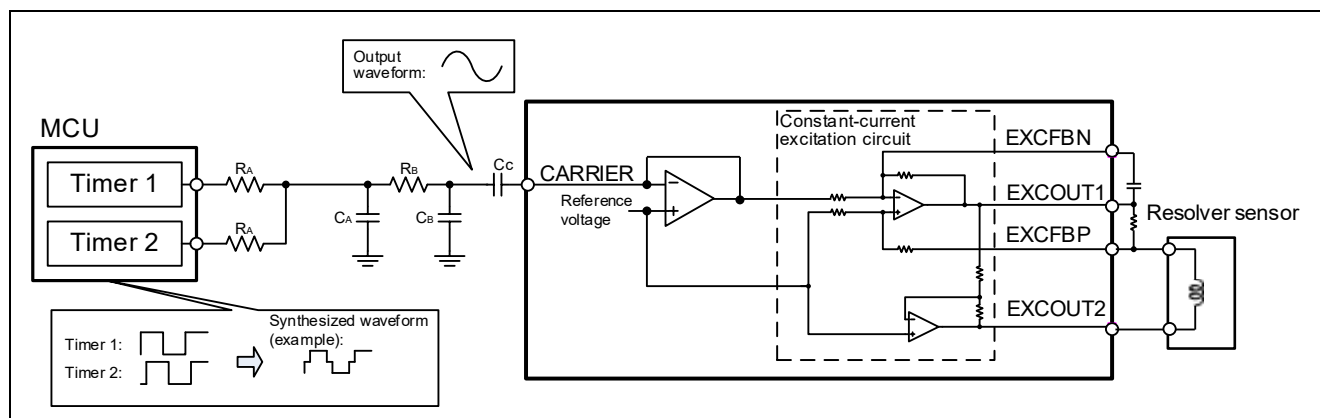 Output
waveform:
MCU
Timer 1
Timer 2
RA
RA
CA
RB
CB
Cc
CARRIER
Reference
voltage
Constant-current
excitation circuit
EXCFBN
EXCOUT1
EXCFBP
EXCOUT2
Resolver sensor
Synthesized waveform
(example):
Timer 1:
Timer 2: